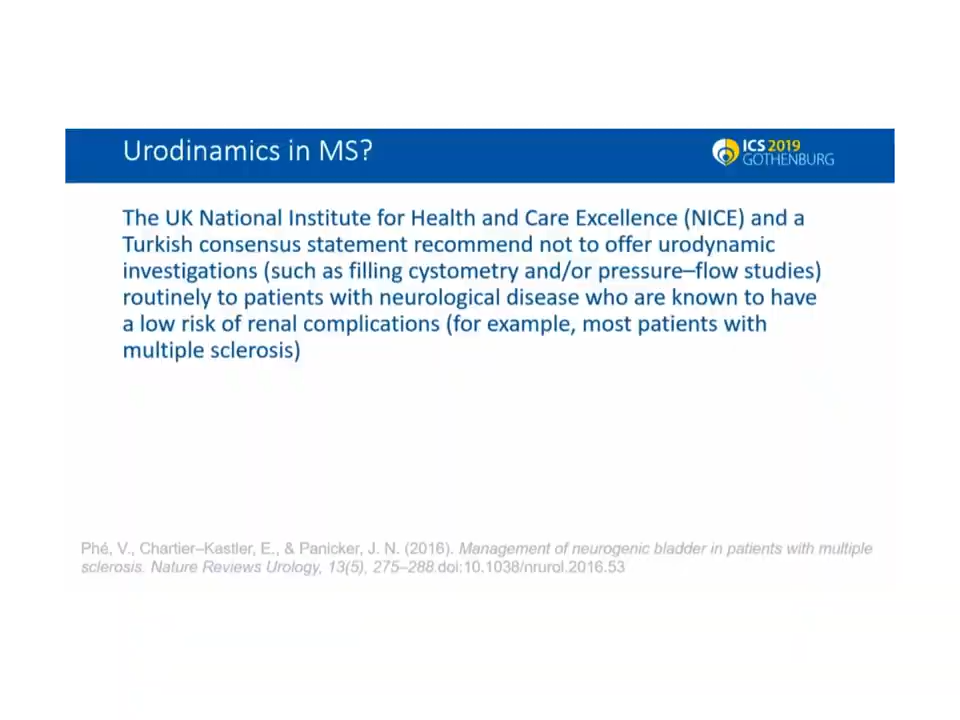 Urodinamics in MS?
ICS 2019
GOTHENBURG
The UK National Institute for Health and Care Excellence (NICE) and a
Turkish consensus statement recommend not to offer urodynamic
investigations (such as filling cystometry and/or pressure–flow studies)
routinely to patients with neurological disease who are known to have
a low risk of renal complications (for example, most patients with
multiple sclerosis)
Phé, V., Chartier–Kastler, E., & Panicker, J. N. (2016). Management of neurogenic bladder in patients with multiple
sclerosis. Nature Reviews Urology, 13(5), 275–288.doi:10.1038/nrurol.2016.53